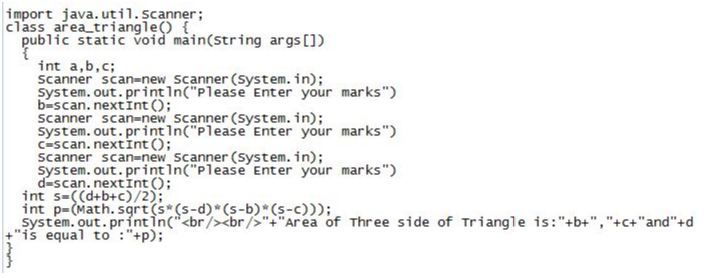 import java.util.Scanner;
class area_triangle() {
public static void main(String args[])
{
int a,b,c;
Scanner scan=new Scanner(System.in);
System.out.println("Please Enter your marks")
b=scan.nextInt();
Scanner scan=new Scanner(System.in);
System.out.println("Please Enter your marks")
c=scan.nextInt();
Scanner scan=new Scanner(System.in);
System.out.println("Please Enter your marks")
d=scan.nextInt();
int s=((d+b+c)/2);
int p=(Math.sqrt(s*(s-d)*(s-b)*(s-c)));
System.out.println("<br/><br/>"+"Area of Three side of Triangle is:"+b+","+c+"and"+d
+"is equal to :"+p);
}
}